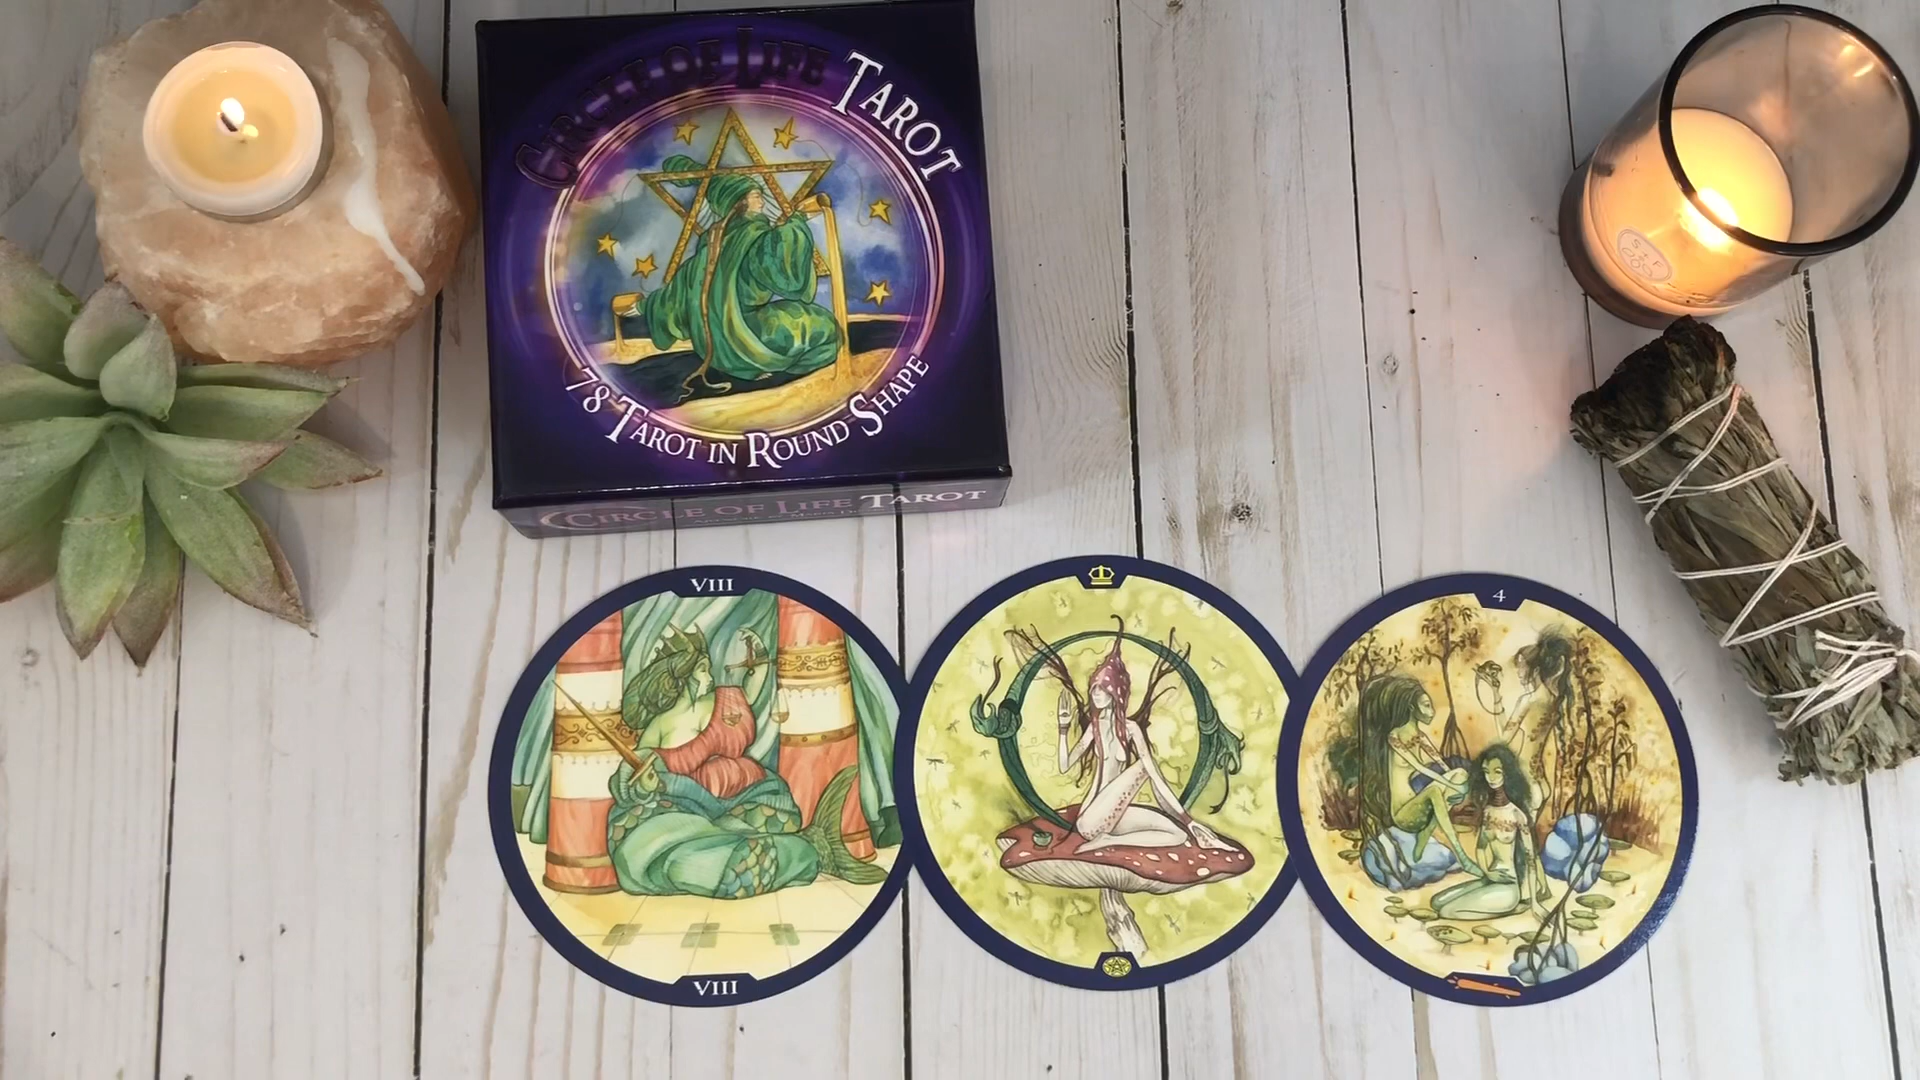 CIRCLE OF LIFE TAROT
78 TAROT IN ROUND SHAPE
CIRCLE OF LIFE TAROT
VIII
4
VIII